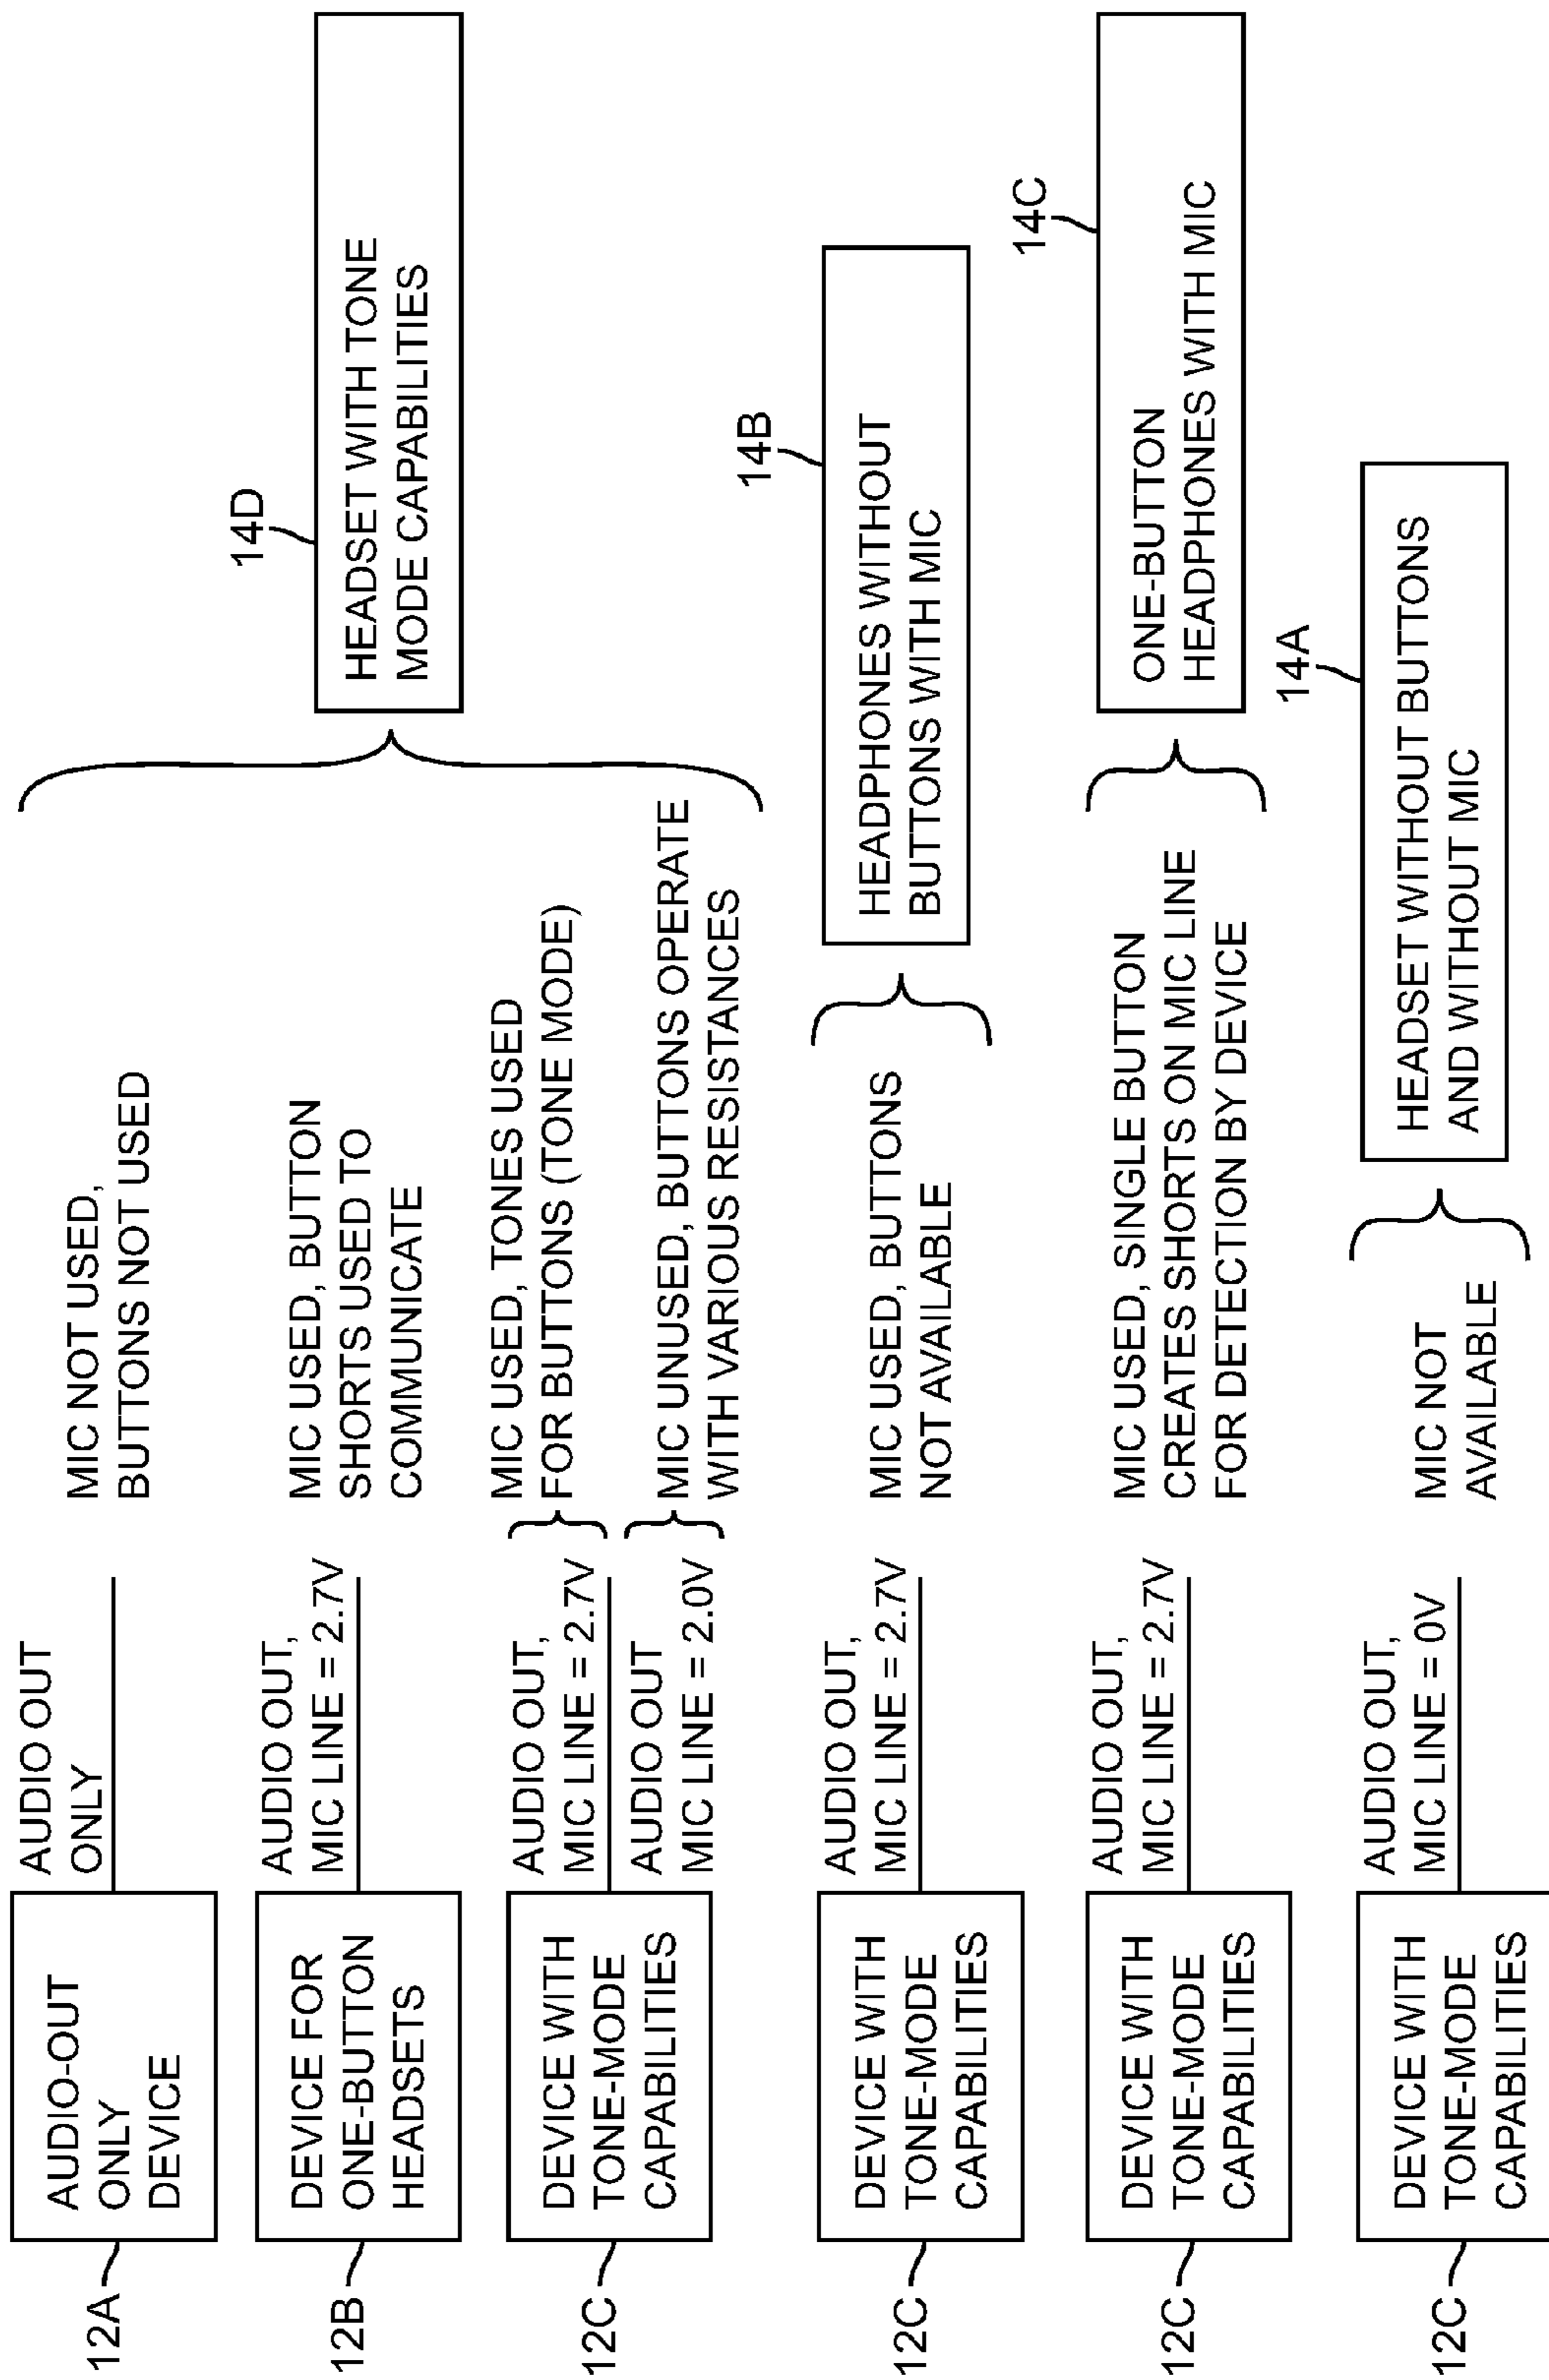 12A
AUDIO-OUT
ONLY
DEVICE
AUDIO OUT
ONLY
MIC NOT USED,
BUTTONS NOT USED
12B
DEVICE FOR
ONE-BUTTON
HEADSETS
AUDIO OUT,
MIC LINE = 2.7V
MIC USED, BUTTON
SHORTS USED TO
COMMUNICATE
12C
DEVICE WITH
TONE-MODE
CAPABILITIES
AUDIO OUT,
MIC LINE = 2.7V
MIC USED, TONES USED
FOR BUTTONS (TONE MODE)
AUDIO OUT
MIC LINE = 2.0V
MIC UNUSED, BUTTONS OPERATE
WITH VARIOUS RESISTANCES
14D
HEADSET WITH TONE
MODE CAPABILITIES
12C
DEVICE WITH
TONE-MODE
CAPABILITIES
AUDIO OUT,
MIC LINE = 2.7V
MIC USED, BUTTONS
NOT AVAILABLE
14B
HEADPHONES WITHOUT
BUTTONS WITH MIC
12C
DEVICE WITH
TONE-MODE
CAPABILITIES
AUDIO OUT,
MIC LINE = 2.7V
MIC USED, SINGLE BUTTON
CREATES SHORTS ON MIC LINE
FOR DETECTION BY DEVICE
14C
ONE-BUTTON
HEADPHONES WITH MIC
12C
DEVICE WITH
TONE-MODE
CAPABILITIES
AUDIO OUT,
MIC LINE = 0V
MIC NOT
AVAILABLE
14A
HEADSET WITHOUT BUTTONS
AND WITHOUT MIC